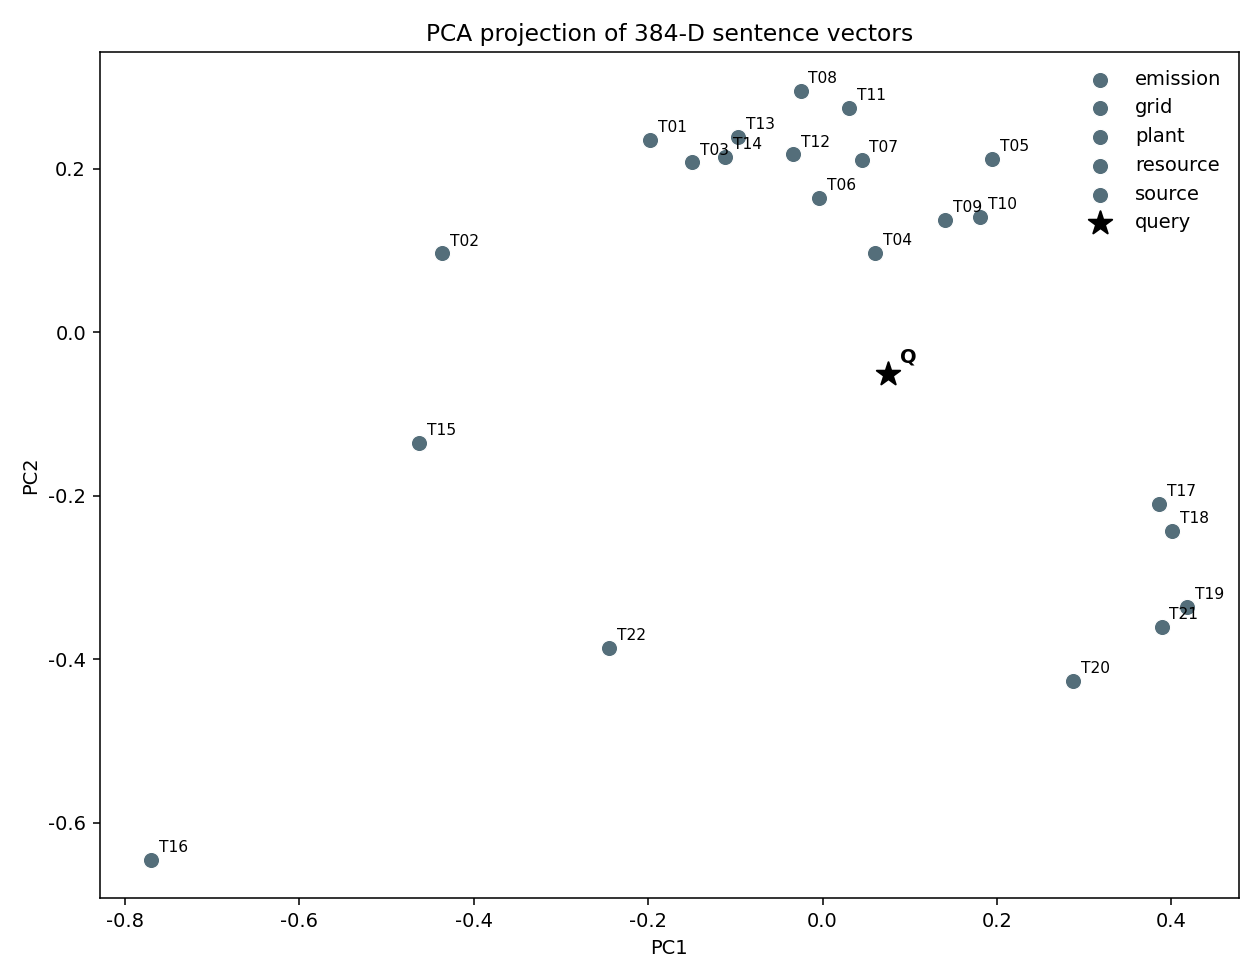 PCA projection of 384-D sentence vectors
emission
grid
plant
resource
source
query
T08
T11
T01
T13
T03
T14
T12
T07
T05
T06
T09
T10
T02
T04
Q
T15
T17
T18
T19
T21
T22
T20
T16
0.2
0.0
-0.2
-0.4
-0.6
PC2
-0.8
-0.6
-0.4
-0.2
0.0
0.2
0.4
PC1